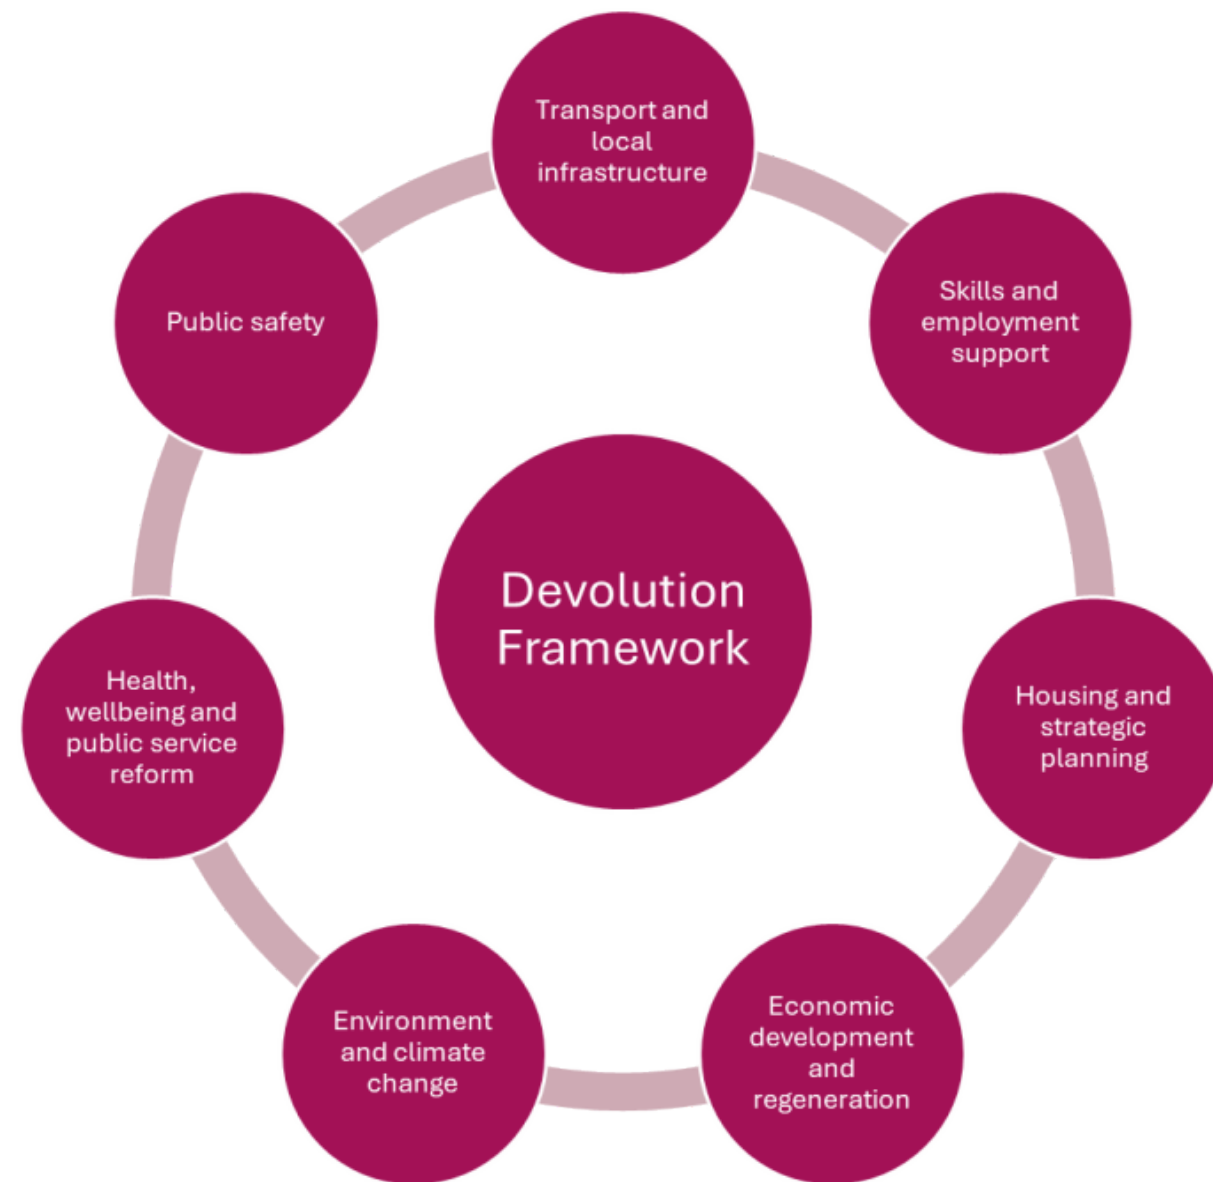 Transport and
local
infrastructure
Skills and
employment
support
Housing and
strategic
planning
Economic
development
and
regeneration
Environment
and climate
change
Health,
wellbeing and
public service
reform
Public safety
Devolution
Framework